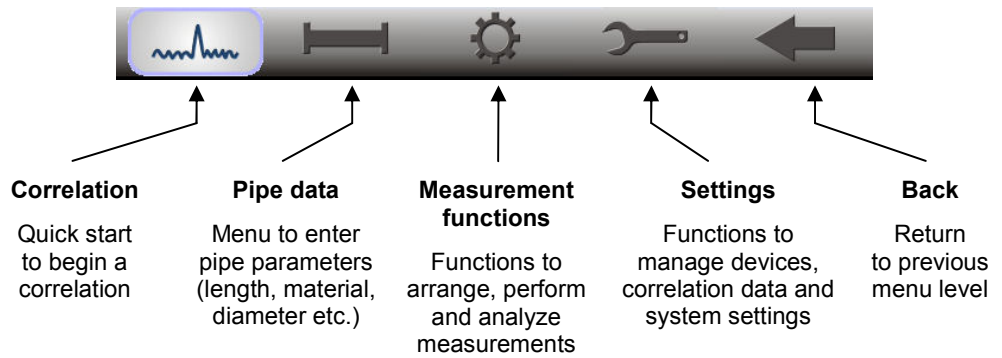 Correlation
Quick start
to begin a
correlation
Pipe data
Menu to enter
pipe parameters
(length, material,
diameter etc.)
Measurement
functions
Functions to
arrange, perform
and analyze
measurements
Settings
Functions to
manage devices,
correlation data and
system settings
Back
Return
to previous
menu level